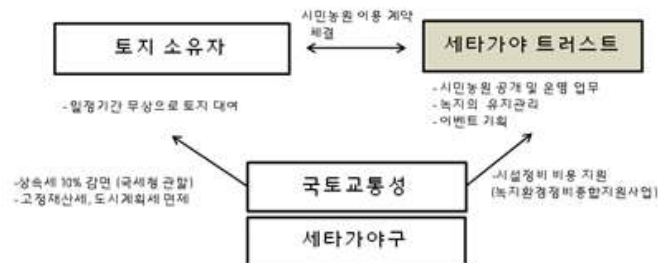 시민농원 이용 계약
체결
토지 소유자
세타가야 트러스트
-일정기간 무상으로 토지 대여
-시민농원 공개 및 운영 업무
-녹지의 유지관리
-이벤트 기획
-상속세 10% 감면 (국세청 관할)
-고정재산세, 도시계획세 면제
국토교통성
세타가야구
-시설정비 비용 지원
(녹지환경정비종합지원사업)